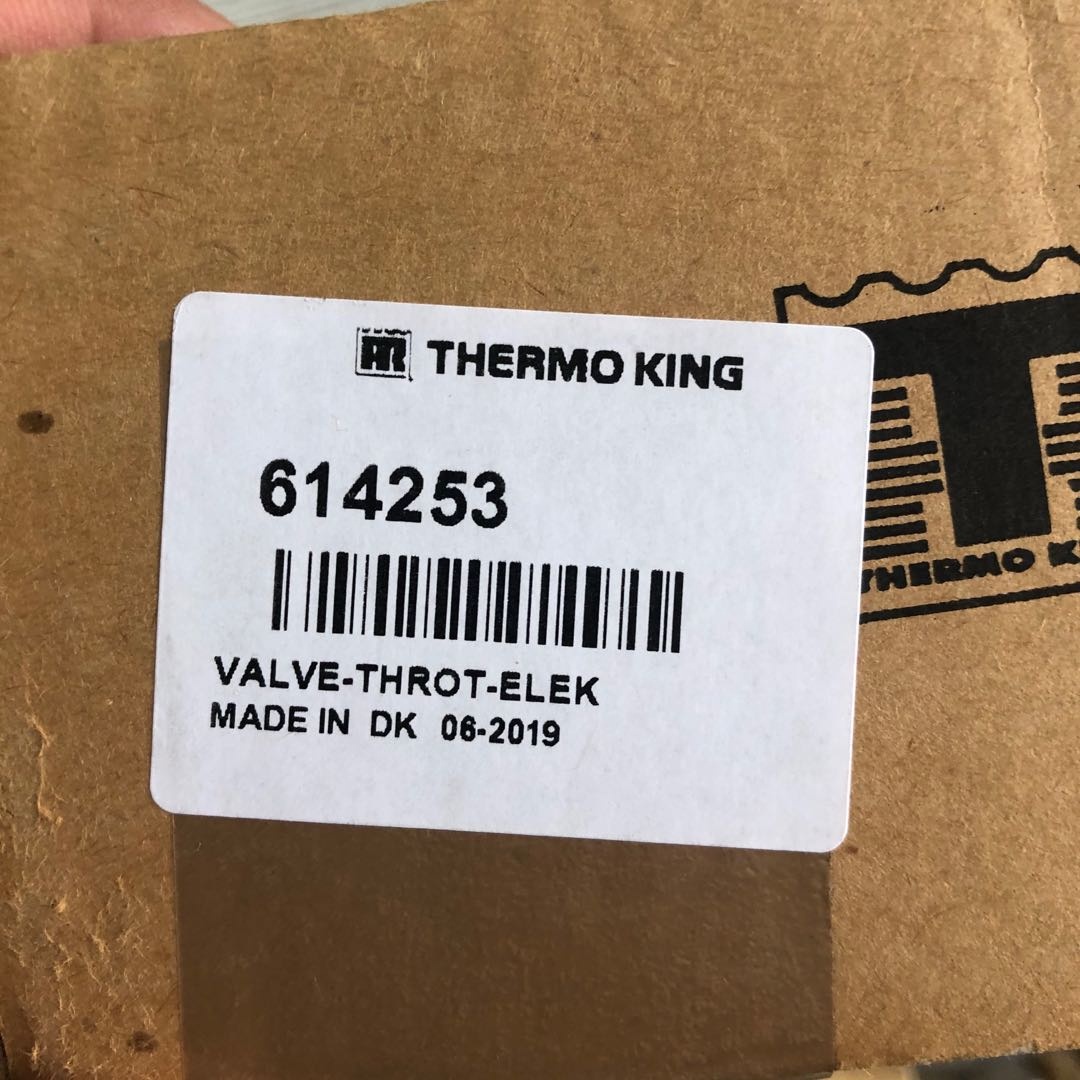 THERMO KING
614253
VALVE-THROT-ELEK
MADE IN DK 06-2019
T
THERMO K